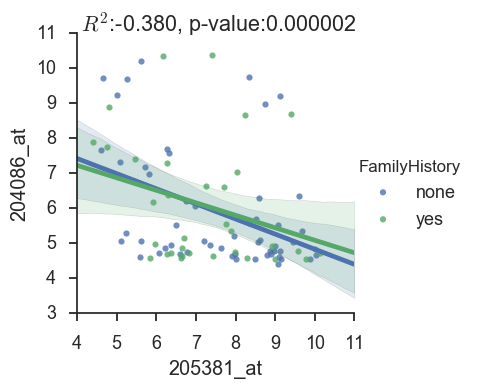 R²:-0.380, p-value:0.000002
11
10
9
8
7
6
5
4
3
204086_at
4 5 6 7 8 9 10 11
205381_at
FamilyHistory
none
yes